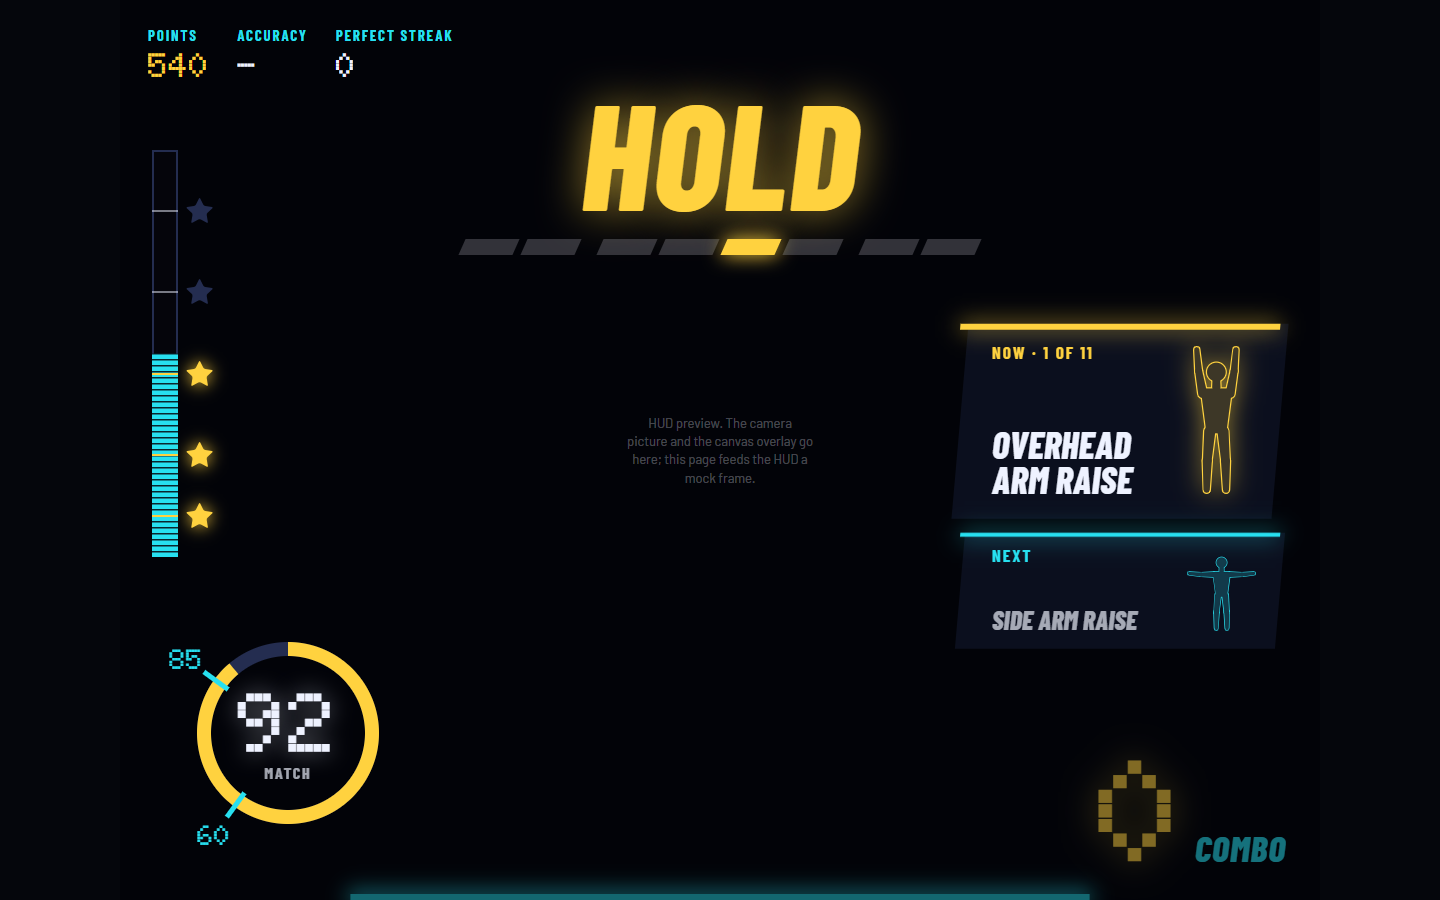 POINTS ACCURACY PERFECT STREAK
540 – 0
HOLD
NOW · 1 OF 11
OVERHEAD
ARM RAISE
HUD preview. The camera
picture and the canvas overlay go
here; this page feeds the HUD a
mock frame.
NEXT
SIDE ARM RAISE
85
92
MATCH
60
0 COMBO